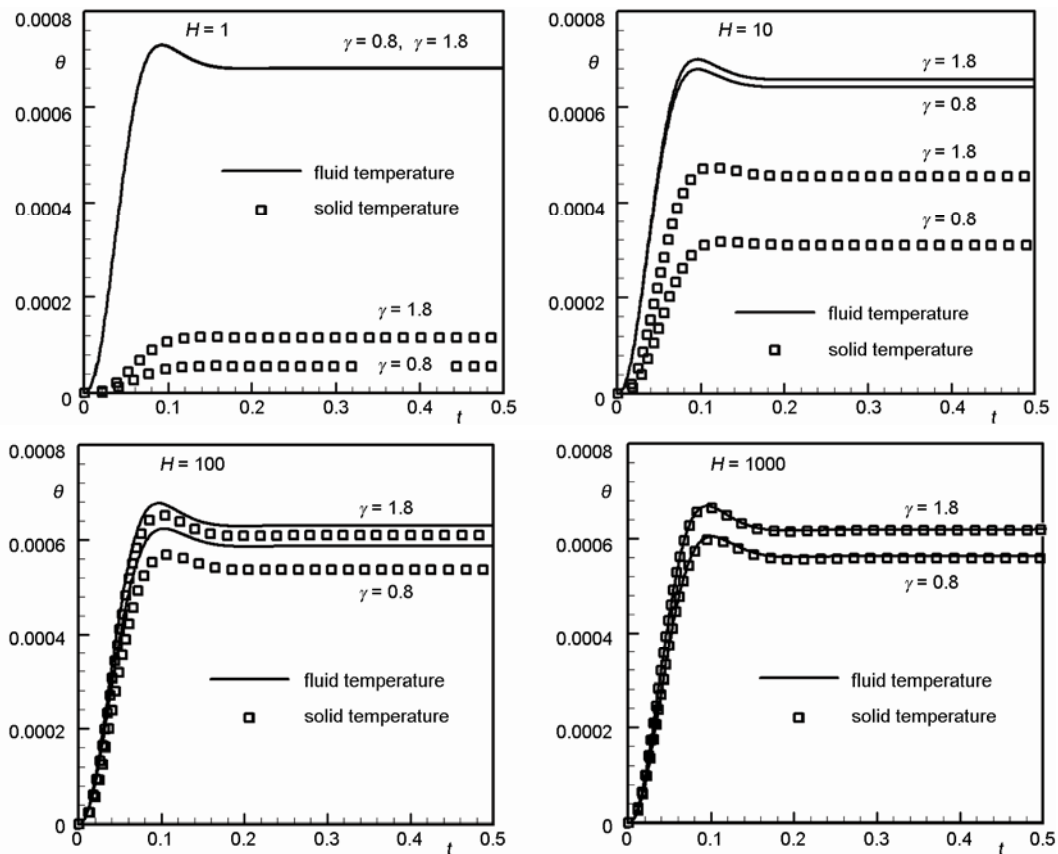 0.0008
H = 1
γ = 0.8, γ = 1.8
θ
0.0006
fluid temperature
0.0004
solid temperature
0.0002
γ = 1.8
γ = 0.8
0
0 0.1 0.2 0.3 0.4 0.5
t
0.0008
H = 10
θ
γ = 1.8
0.0006
γ = 0.8
γ = 1.8
0.0004
γ = 0.8
0.0002
fluid temperature
solid temperature
0
0 0.1 0.2 0.3 0.4 0.5
t
0.0008
H = 100
θ
γ = 1.8
0.0006
γ = 0.8
0.0004
fluid temperature
solid temperature
0.0002
0
0 0.1 0.2 0.3 0.4 0.5
t
0.0008
H = 1000
θ
γ = 1.8
0.0006
γ = 0.8
0.0004
fluid temperature
solid temperature
0.0002
0
0 0.1 0.2 0.3 0.4 0.5
t